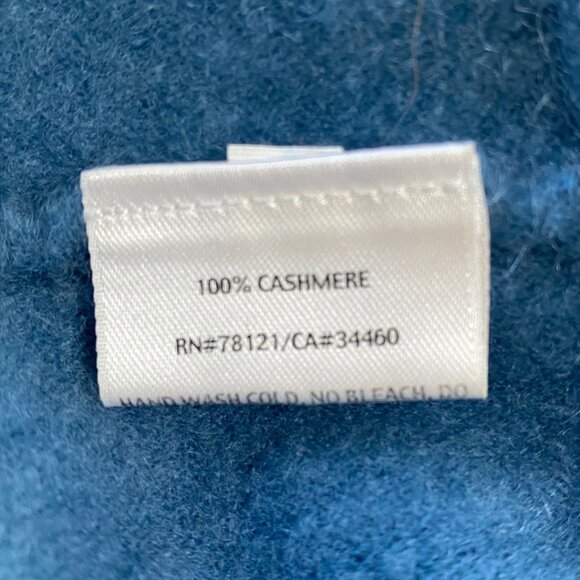 100% CASHMERE
RN#78121/CA#34460
HAND WASH COLD, NO BLEACH, DO